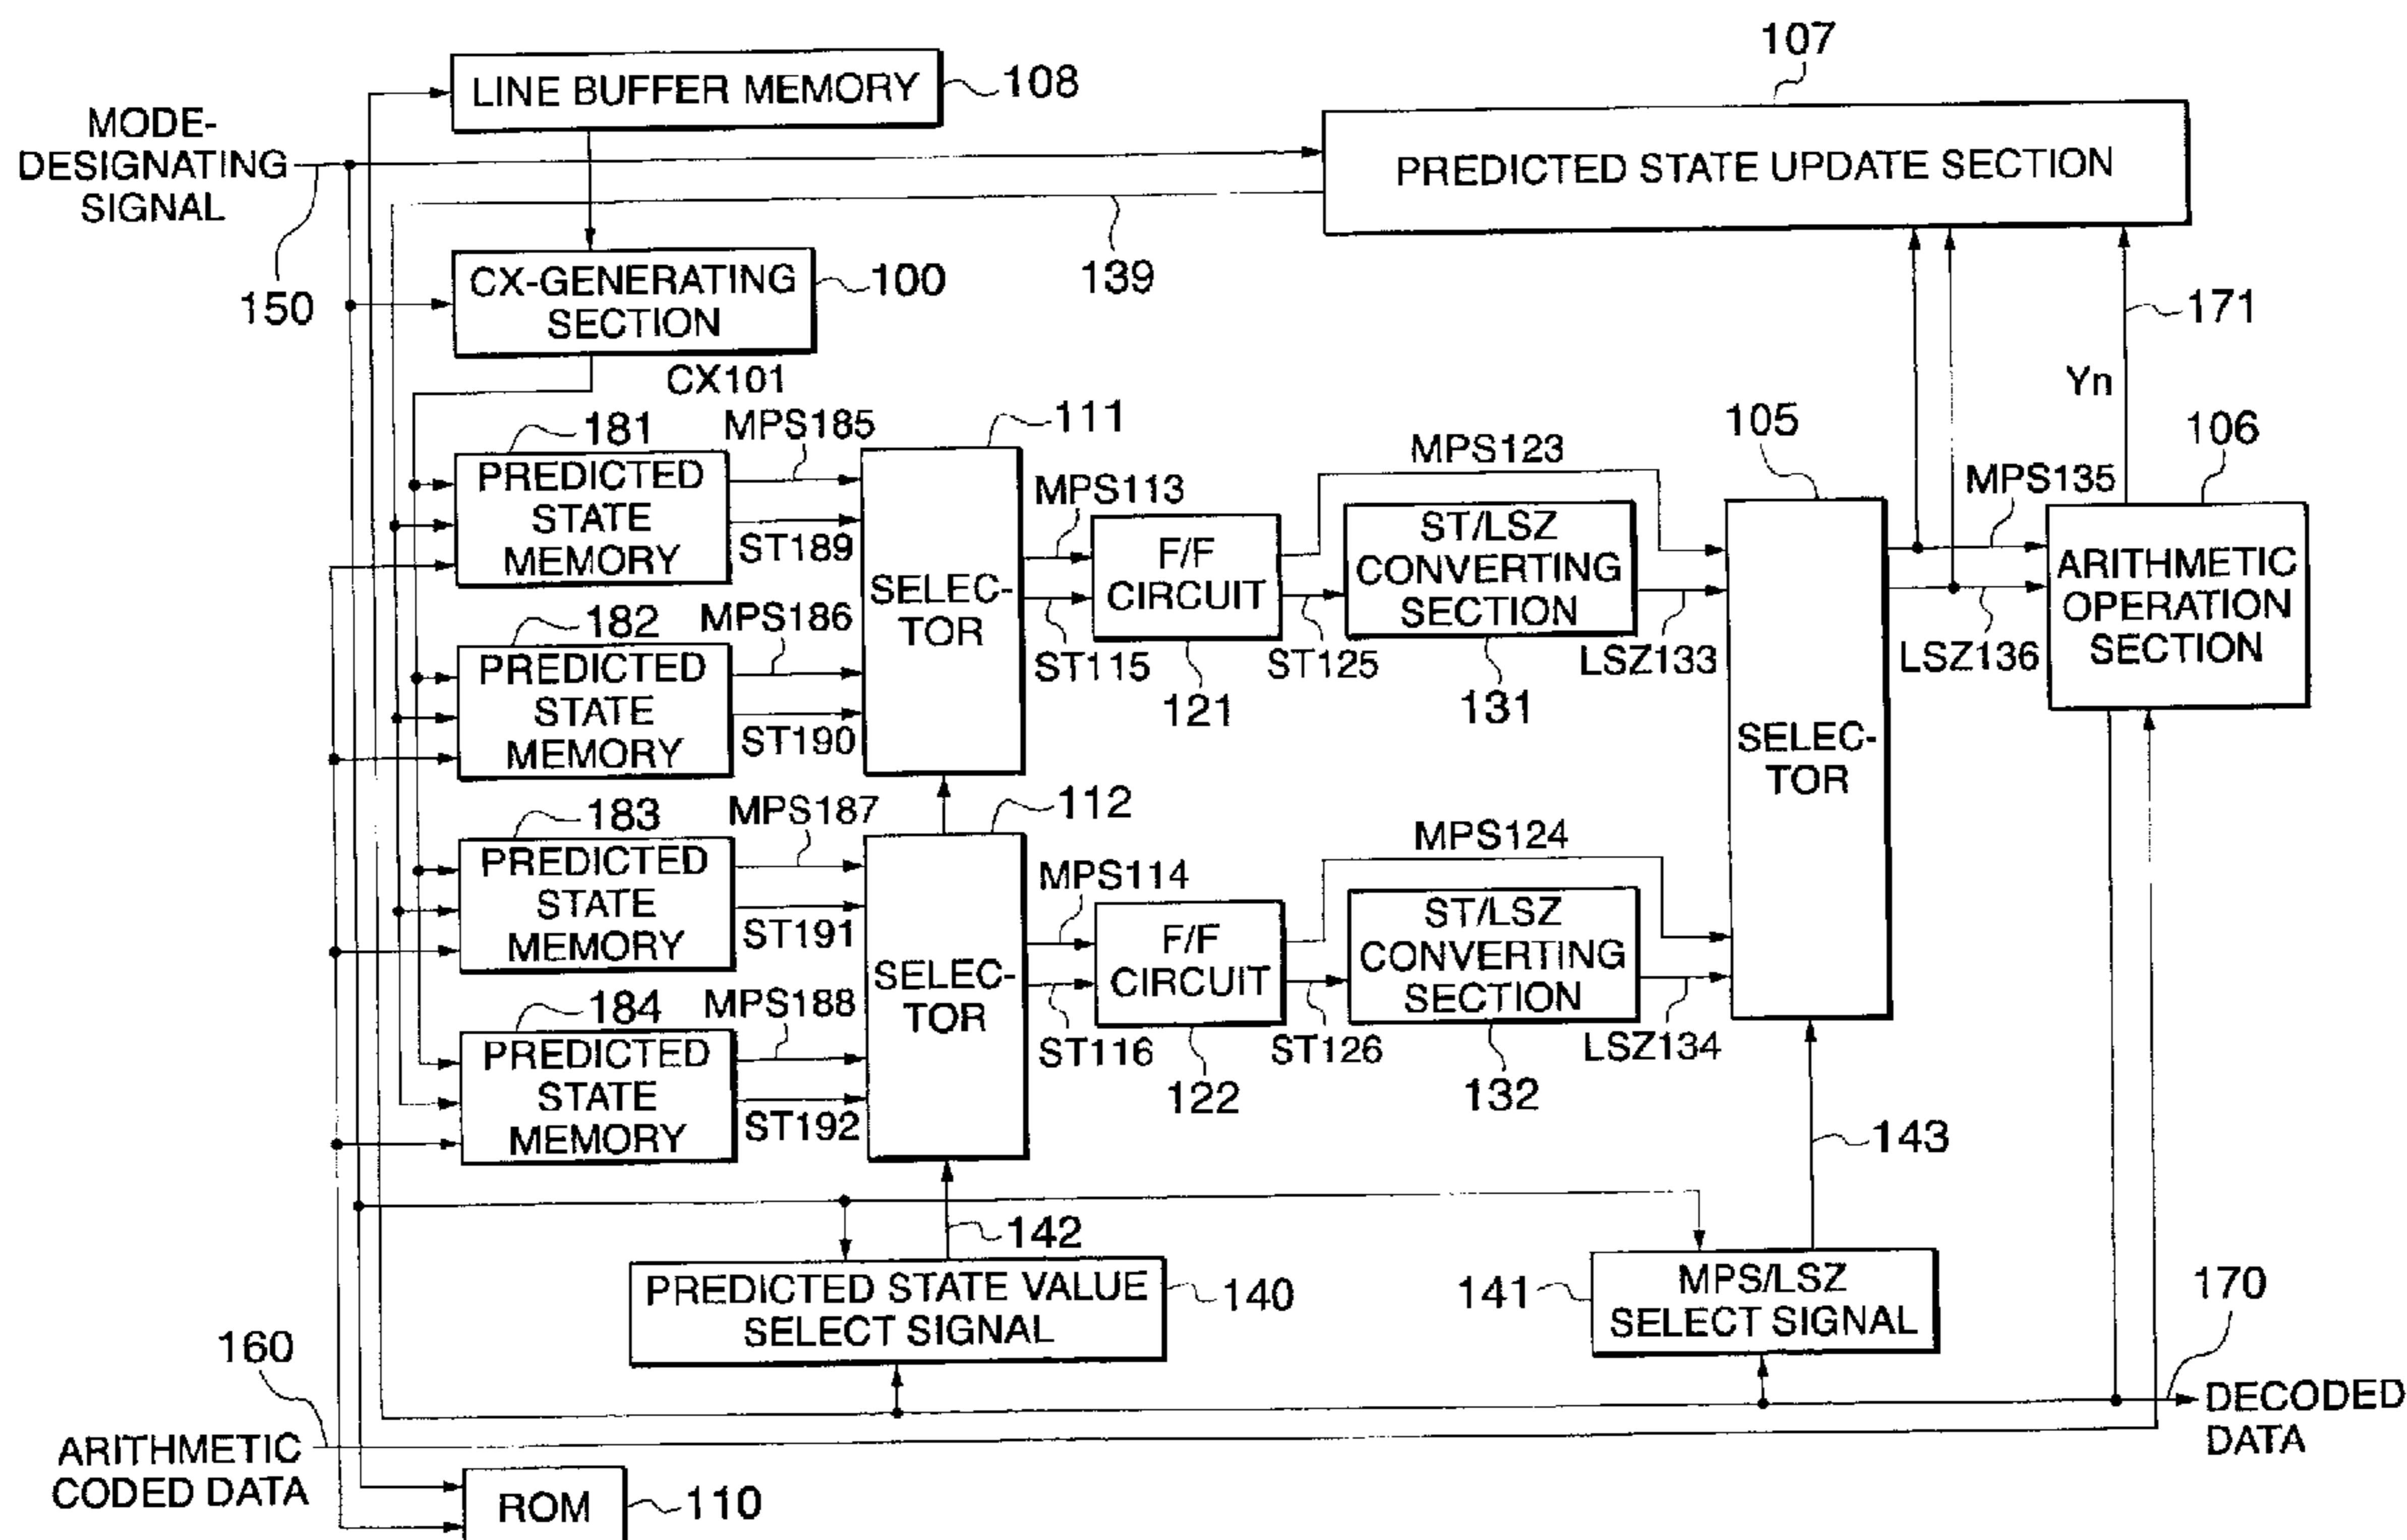 107
LINE BUFFER MEMORY
108
MODE-
DESIGNATING
SIGNAL
PREDICTED STATE UPDATE SECTION
150
CX-GENERATING
SECTION
100
139
171
CX101
Yn
181
MPS185
111
105
106
PREDICTED
STATE
MEMORY
ST189
MPS113
MPS123
MPS135
SELEC-
TOR
F/F
CIRCUIT
ST/LSZ
CONVERTING
SECTION
ARITHMETIC
OPERATION
SECTION
182
MPS186
ST115
121
ST125
131
LSZ133
LSZ136
PREDICTED
STATE
MEMORY
ST190
SELEC-
TOR
183
MPS187
112
PREDICTED
STATE
MEMORY
ST191
MPS114
MPS124
SELEC-
TOR
F/F
CIRCUIT
ST/LSZ
CONVERTING
SECTION
184
MPS188
ST116
122
ST126
132
LSZ134
PREDICTED
STATE
MEMORY
ST192
143
142
PREDICTED STATE VALUE
SELECT SIGNAL
140
141
MPS/LSZ
SELECT SIGNAL
170
160
DECODED
DATA
ARITHMETIC
CODED DATA
ROM
110